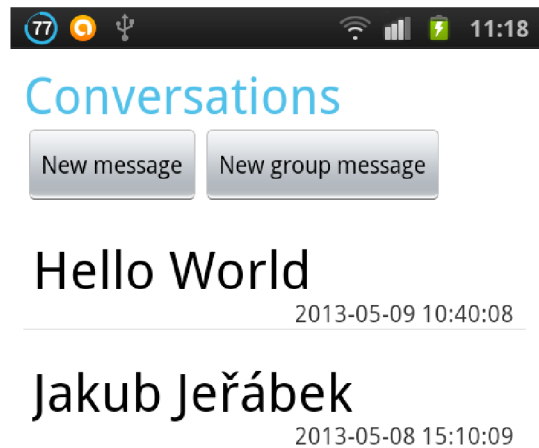 77 11:18
Conversations
New message New group message
Hello World
2013-05-09 10:40:08
Jakub Jeřábek
2013-05-08 15:10:09